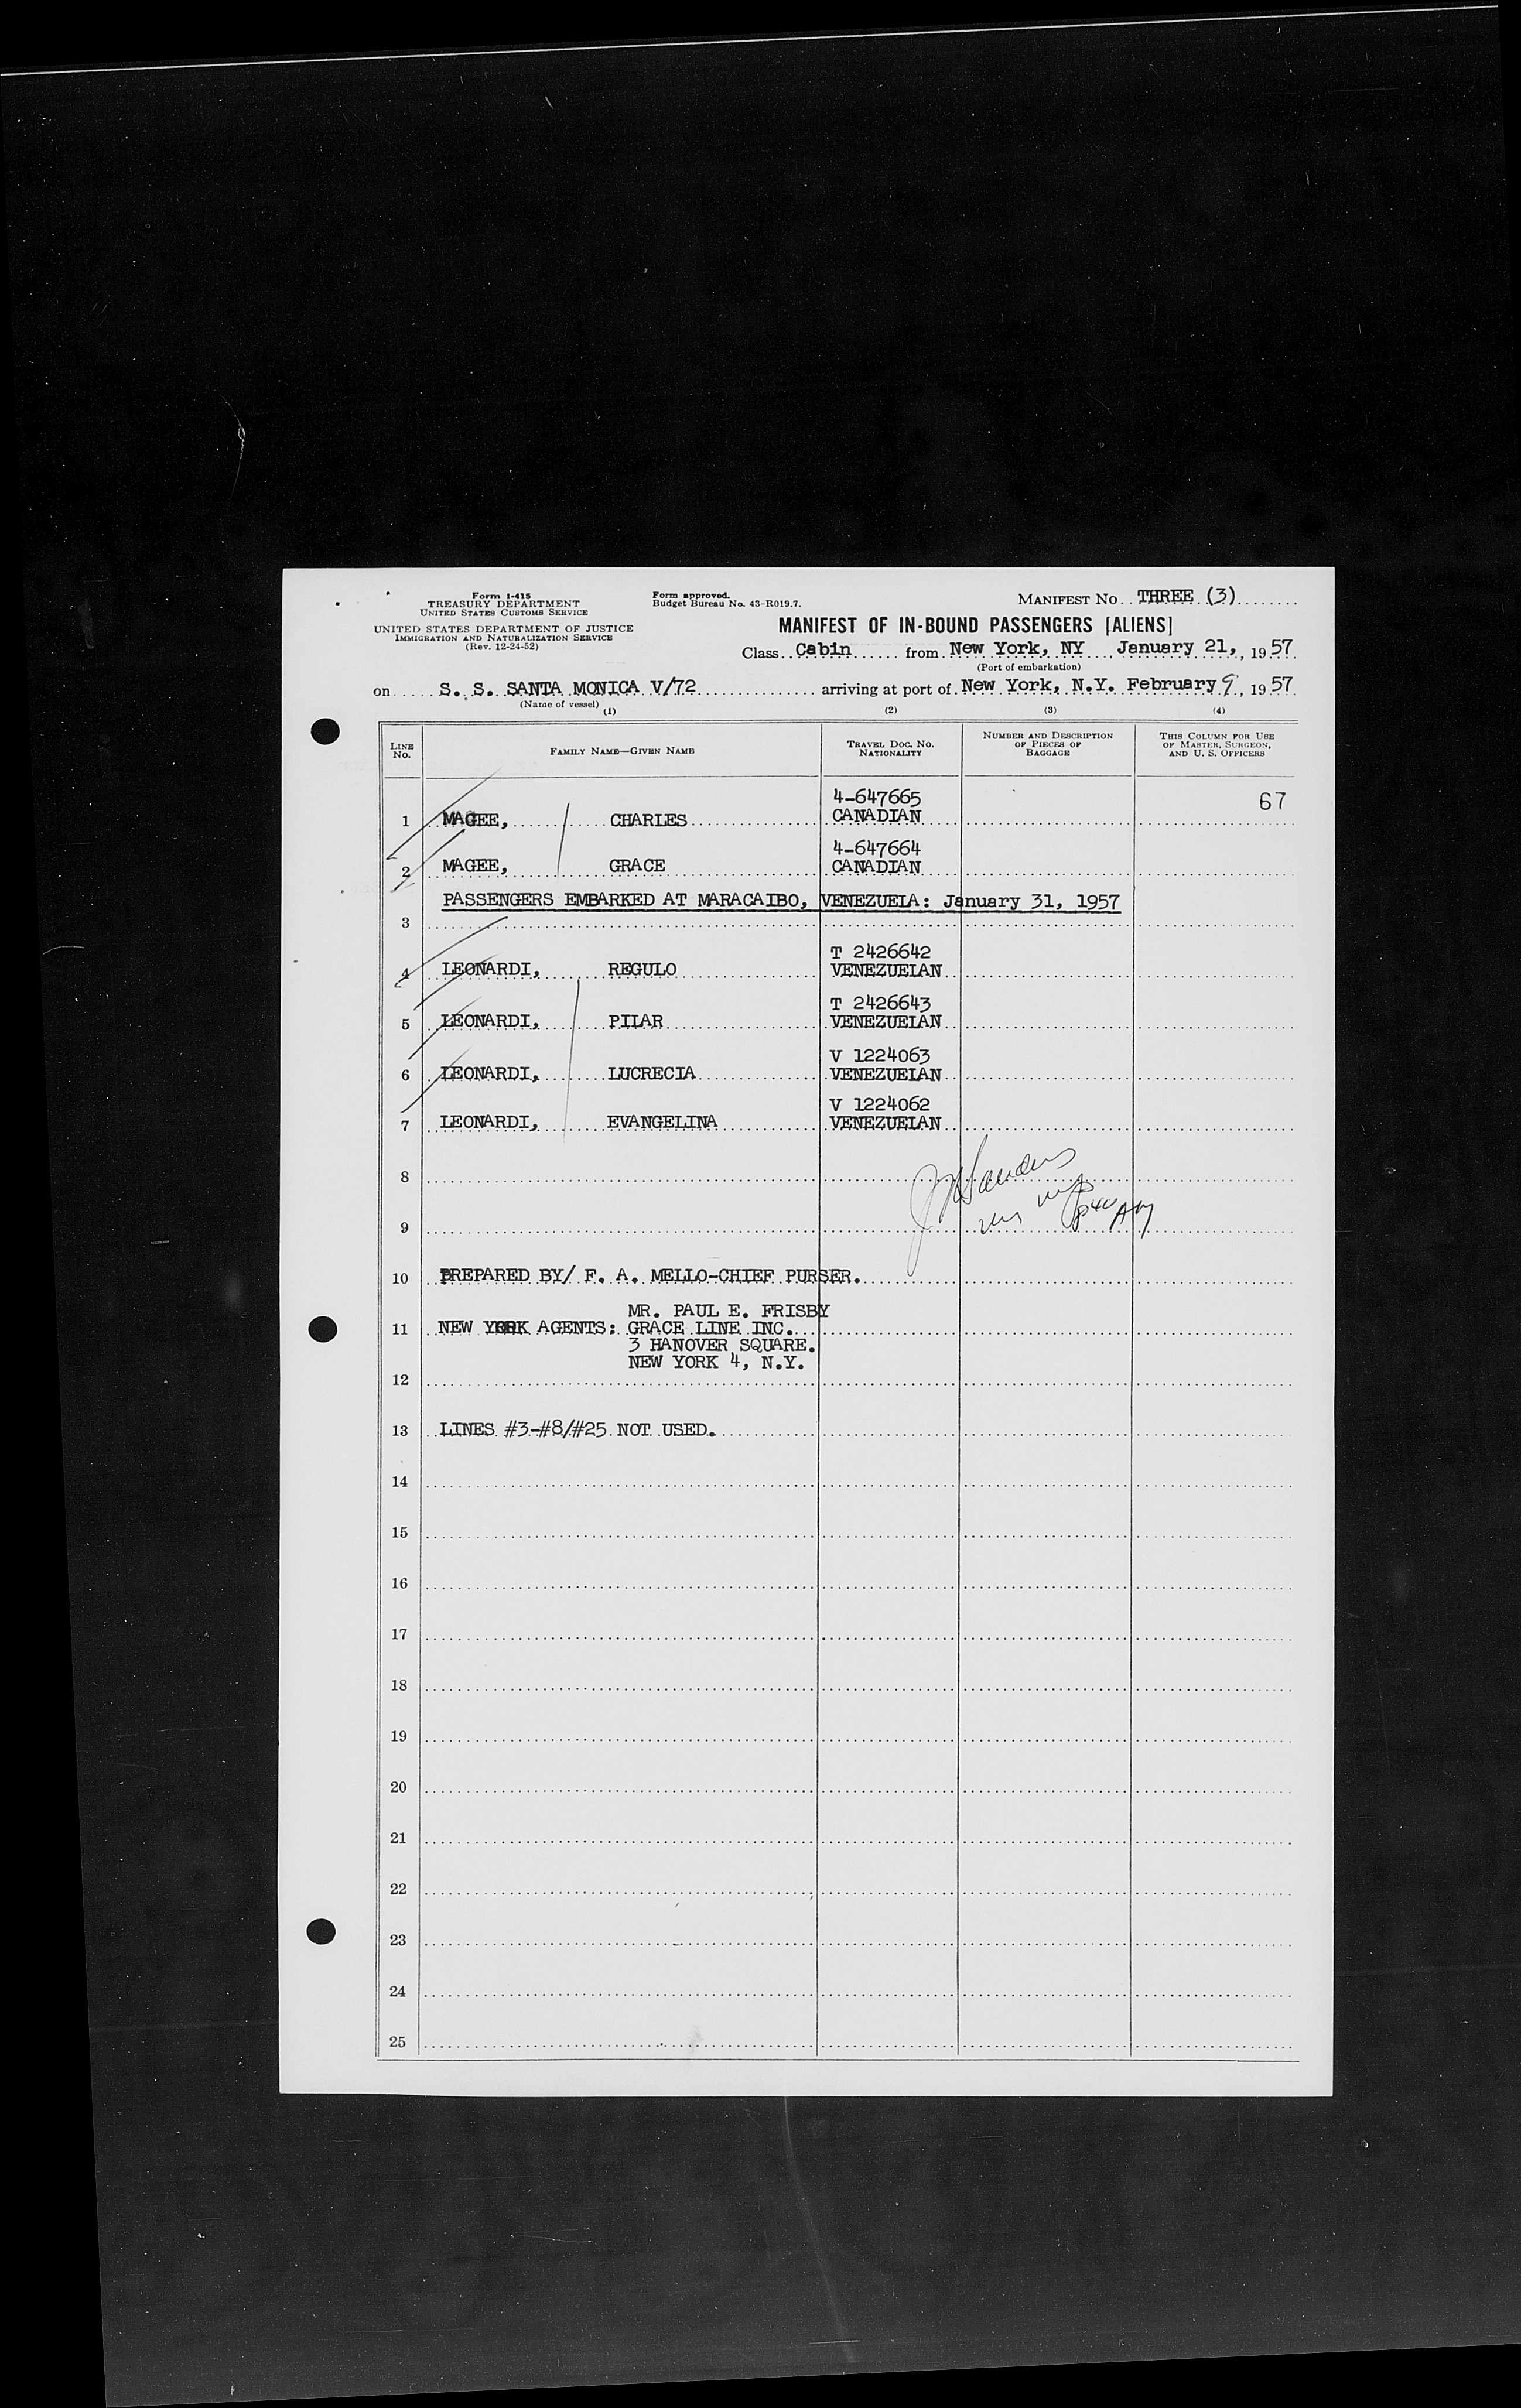 Form I-415
TREASURY DEPARTMENT
UNITED STATES CUSTOMS SERVICE
UNITED STATES DEPARTMENT OF JUSTICE
IMMIGRATION AND NATURALIZATION SERVICE
(Rev. 12-24-52)
Form approved.
Budget Bureau No. 43-R019.7.
MANIFEST NO. THREE (3)
MANIFEST OF IN-BOUND PASSENGERS [ALIENS]
Class Cabin from New York, NY January 21, , 1957
(Port of embarkation)
on S. S. SANTA MONICA V/72 arriving at port of New York, N.Y. February 9, 1957
(Name of vessel)
(1) (2) (3) (4)
LINE NO. FAMILY NAME—GIVEN NAME TRAVEL DOC. NO. NATIONALITY NUMBER AND DESCRIPTION OF PIECES OF BAGGAGE THIS COLUMN FOR USE OF MASTER, SURGEON, AND U. S. OFFICERS
4-647665 67
1 MAGEE, CHARLES CANADIAN
4-647664
2 MAGEE, GRACE CANADIAN
PASSENGERS EMBARKED AT MARACAIBO, VENEZUELA: January 31, 1957
3
T 2426642
4 LEONARDI, REGULO VENEZUELAN
T 2426643
5 LEONARDI, PILAR VENEZUELAN
V 1224063
6 LEONARDI, LUCRECIA VENEZUELAN
V 1224062
7 LEONARDI, EVANGELINA VENEZUELAN
8
9
10 PREPARED BY/ F. A. MELLO-CHIEF PURSER.
MR. PAUL E. FRISBY
11 NEW YORK AGENTS: GRACE LINE INC.
3 HANOVER SQUARE.
NEW YORK 4, N.Y.
12
13 LINES #3-#8/#25 NOT USED.
14
15
16
17
18
19
20
21
22
23
24
25